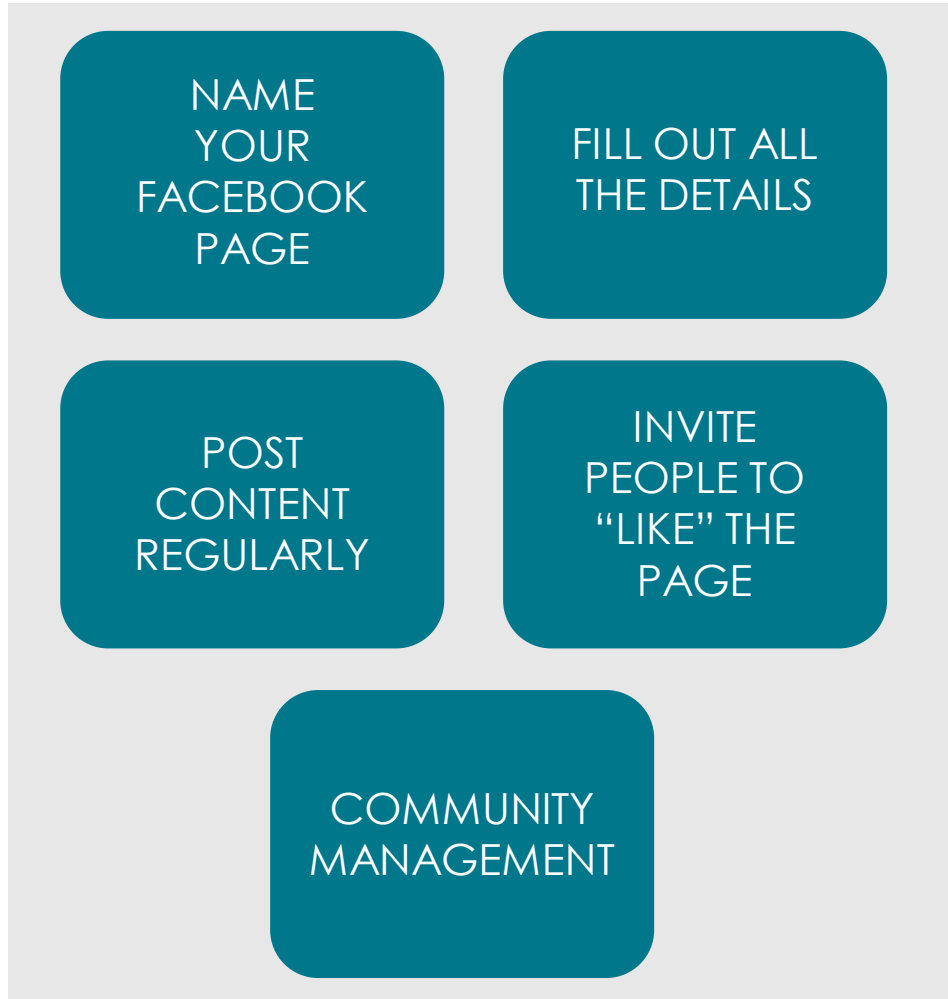 NAME
YOUR
FACEBOOK
PAGE
FILL OUT ALL
THE DETAILS
POST
CONTENT
REGULARLY
INVITE
PEOPLE TO
“LIKE” THE
PAGE
COMMUNITY
MANAGEMENT